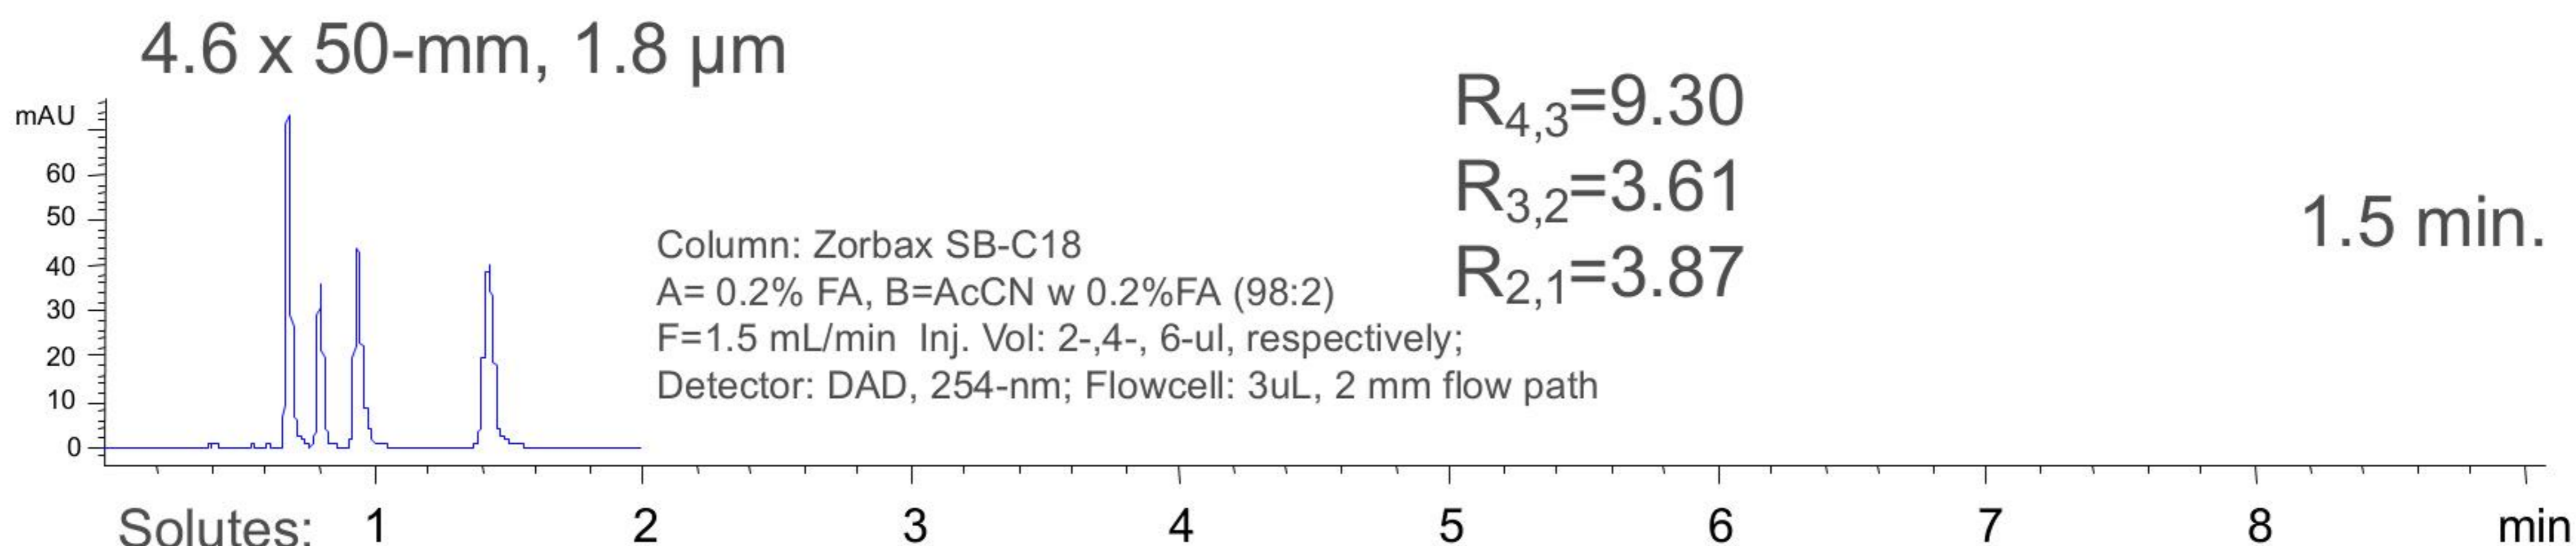 4.6 x 50-mm, 1.8 µm
mAU
60
50
40
30
20
10
0
R4,3=9.30
R3,2=3.61
R2,1=3.87
1.5 min.
Column: Zorbax SB-C18
A= 0.2% FA, B=AcCN w 0.2%FA (98:2)
F=1.5 mL/min Inj. Vol: 2-,4-, 6-ul, respectively;
Detector: DAD, 254-nm; Flowcell: 3uL, 2 mm flow path
Solutes: 1 2 3 4 5 6 7 8 min